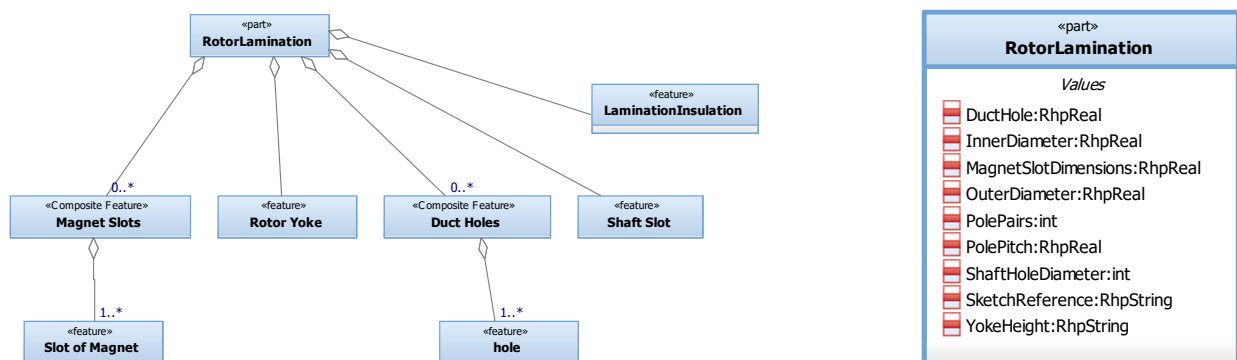 «part»
RotorLamination
«feature»
LaminationInsulation
0..*
0..*
«Composite Feature»
Magnet Slots
«feature»
Rotor Yoke
«Composite Feature»
Duct Holes
«feature»
Shaft Slot
1..*
1..*
«feature»
Slot of Magnet
«feature»
hole
«part»
RotorLamination
Values
DuctHole:RhpReal
InnerDiameter:RhpReal
MagnetSlotDimensions:RhpReal
OuterDiameter:RhpReal
PolePairs:int
PolePitch:RhpReal
ShaftHoleDiameter:int
SketchReference:RhpString
YokeHeight:RhpString